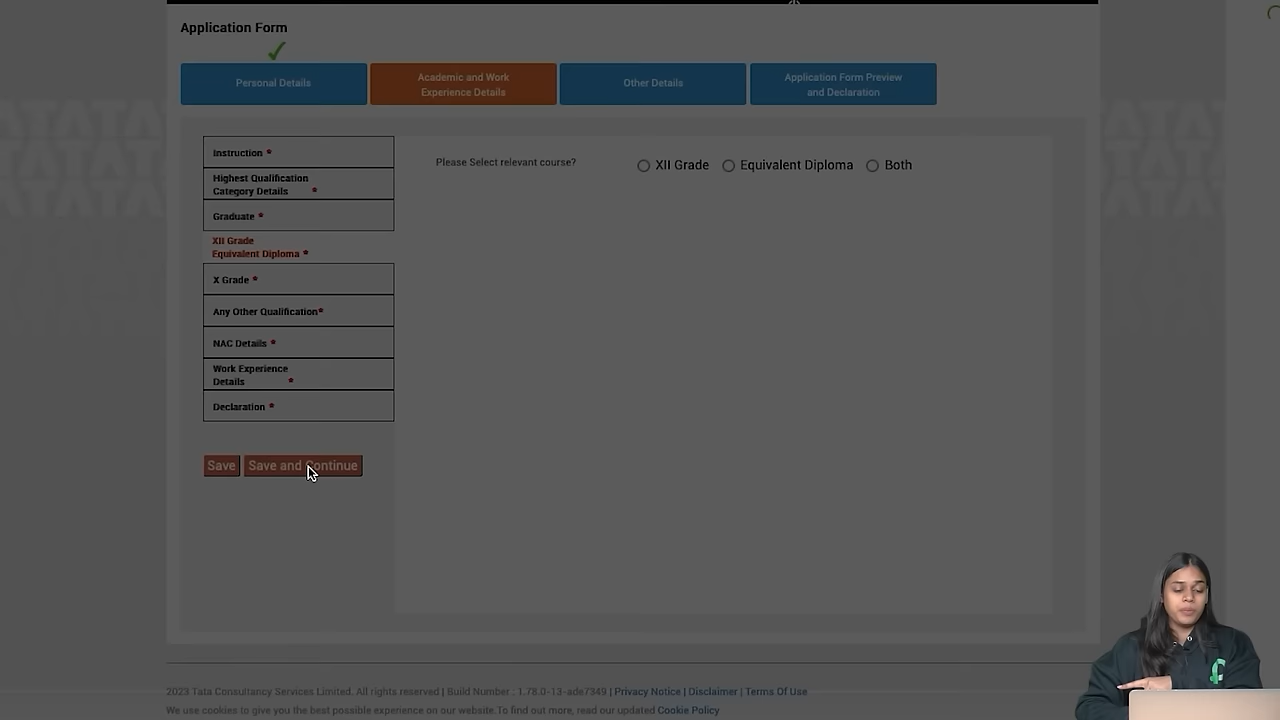 Application Form
Personal Details
Academic and Work
Experience Details
Other Details
Application Form Preview
and Declaration
Instruction *
Highest Qualification
Category Details *
Graduate *
XII Grade
Equivalent Diploma *
X Grade *
Any Other Qualification*
NAC Details *
Work Experience
Details *
Declaration *
Please Select relevant course?
XII Grade
Equivalent Diploma
Both
Save
Save and Continue
2023 Tata Consultancy Services Limited. All rights reserved | Build Number : 1.78.0-13-ade7349 | Privacy Notice | Disclaimer | Terms Of Use
We use cookies to give you the best possible experience on our website.To find out more, read our updated Cookie Policy